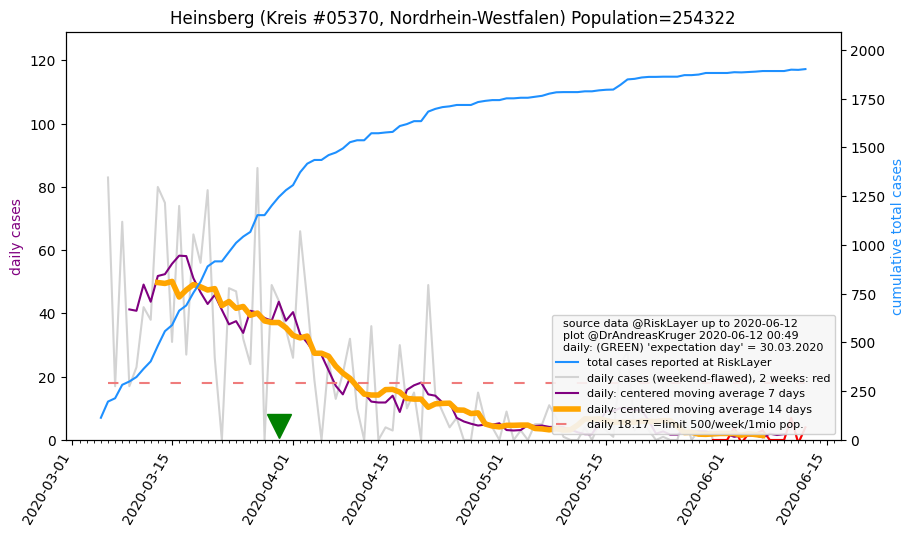 Heinsberg (Kreis #05370, Nordrhein-Westfalen) Population=254322
daily cases
120
100
80
60
40
20
0
cumulative total cases
2000
1750
1500
1250
1000
750
500
250
0
source data @RiskLayer up to 2020-06-12
plot @DrAndreasKruger 2020-06-12 00:49
daily: (GREEN) 'expectation day' = 30.03.2020
total cases reported at RiskLayer
daily cases (weekend-flawed), 2 weeks: red
daily: centered moving average 7 days
daily: centered moving average 14 days
daily 18.17 =limit 500/week/1mio pop.
2020-03-01
2020-03-15
2020-04-01
2020-04-15
2020-05-01
2020-05-15
2020-06-01
2020-06-15